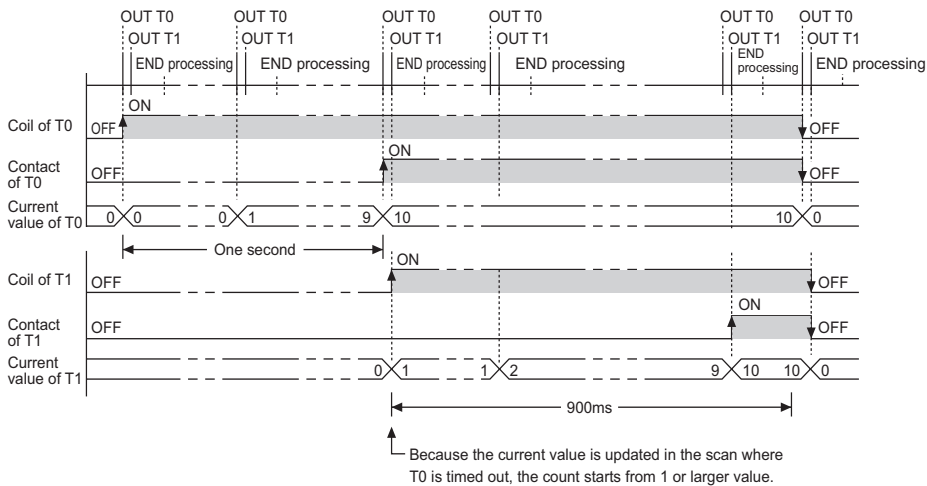 OUT T0 OUT T0 OUT T0 OUT T0 OUT T0 OUT T0
OUT T1 OUT T1 OUT T1 OUT T1 OUT T1 OUT T1
END processing END processing END processing END processing END processing END processing
ON
Coil of T0 OFF OFF
ON
Contact of T0 OFF OFF
Current value of T0 0 0 0 1 9 10 10 0
One second
ON
Coil of T1 OFF OFF
ON
Contact of T1 OFF OFF
Current value of T1 0 1 1 2 9 10 10 0
900ms
Because the current value is updated in the scan where
T0 is timed out, the count starts from 1 or larger value.